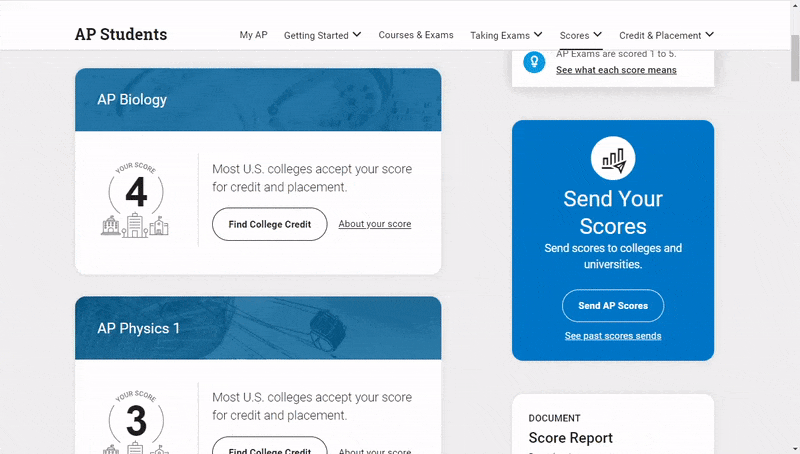 AP Students
My AP
Getting Started
Courses & Exams
Taking Exams
Scores
Credit & Placement
AP Biology
YOUR SCORE
4
Most U.S. colleges accept your score
for credit and placement.
Find College Credit
About your score
AP Physics 1
YOUR SCORE
3
Most U.S. colleges accept your score
for credit and placement.
Find College Credit
About your score
AP Exams are scored 1 to 5.
See what each score means
Send Your
Scores
Send scores to colleges and
universities.
Send AP Scores
See past scores sends
DOCUMENT
Score Report